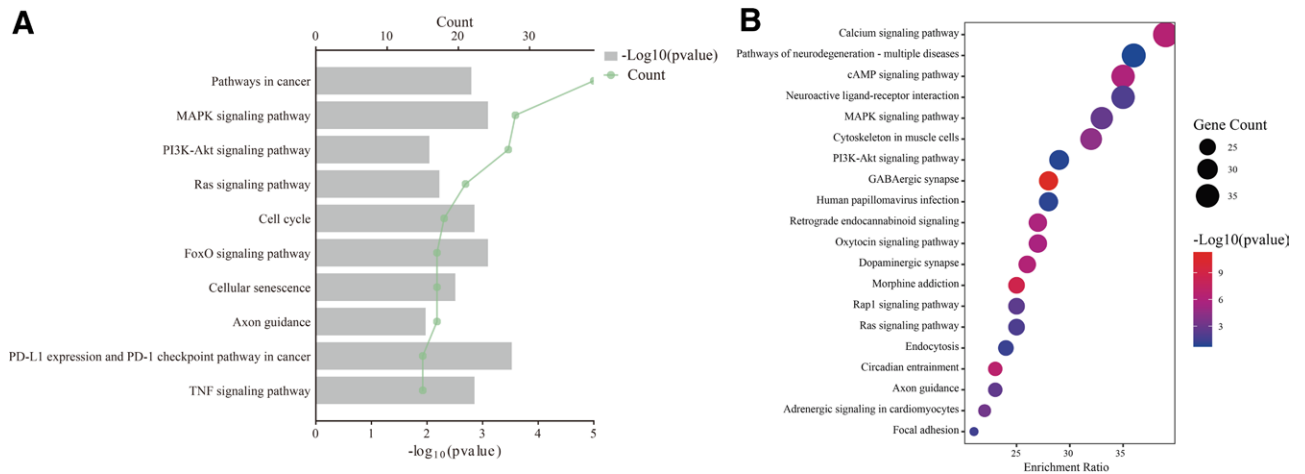 A
Count
0
10
20
30
-Log10(pvalue)
Count
Pathways in cancer
MAPK signaling pathway
PI3K-Akt signaling pathway
Ras signaling pathway
Cell cycle
FoxO signaling pathway
Cellular senescence
Axon guidance
PD-L1 expression and PD-1 checkpoint pathway in cancer
TNF signaling pathway
0
1
2
3
4
5
-log10(pvalue)
B
Calcium signaling pathway
Pathways of neurodegeneration - multiple diseases
cAMP signaling pathway
Neuroactive ligand-receptor interaction
MAPK signaling pathway
Cytoskeleton in muscle cells
PI3K-Akt signaling pathway
GABAergic synapse
Human papillomavirus infection
Retrograde endocannabinoid signaling
Oxytocin signaling pathway
Dopaminergic synapse
Morphine addiction
Rap1 signaling pathway
Ras signaling pathway
Endocytosis
Circadian entrainment
Axon guidance
Adrenergic signaling in cardiomyocytes
Focal adhesion
25
30
35
Enrichment Ratio
Gene Count
25
30
35
-Log10(pvalue)
9
6
3